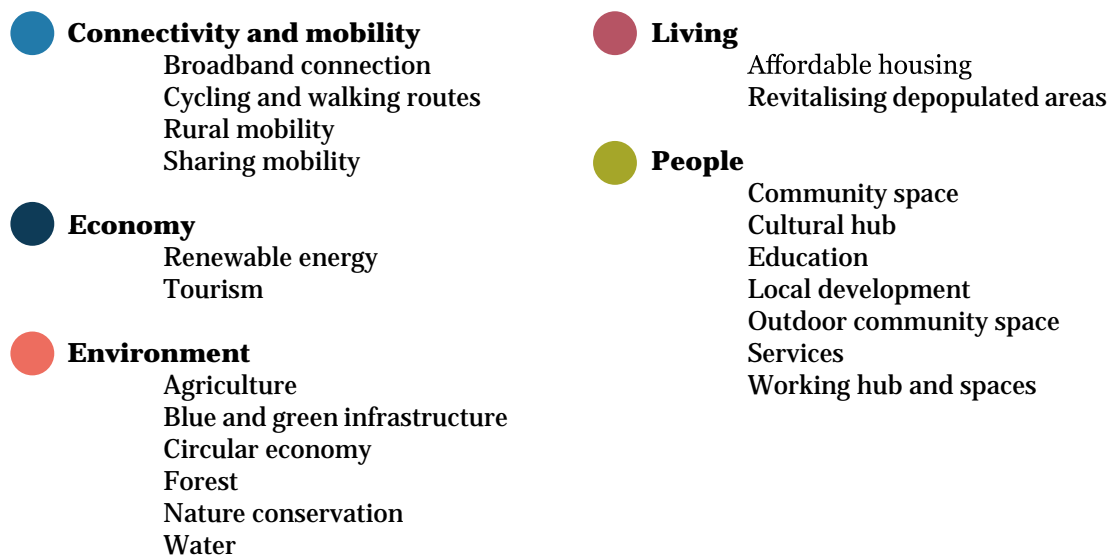 Connectivity and mobility
Broadband connection
Cycling and walking routes
Rural mobility
Sharing mobility
Economy
Renewable energy
Tourism
Environment
Agriculture
Blue and green infrastructure
Circular economy
Forest
Nature conservation
Water
Living
Affordable housing
Revitalising depopulated areas
People
Community space
Cultural hub
Education
Local development
Outdoor community space
Services
Working hub and spaces